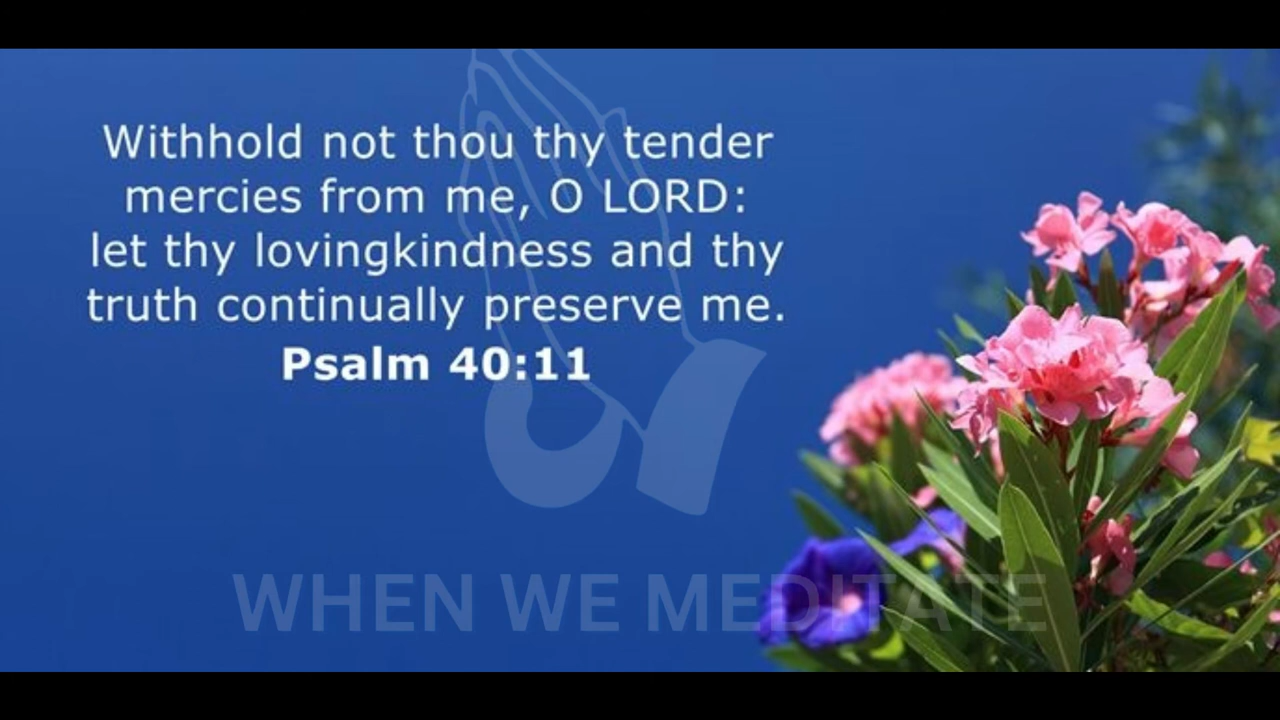 Withhold not thou thy tender
mercies from me, O LORD:
let thy lovingkindness and thy
truth continually preserve me.
Psalm 40:11
WHEN WE MEDITATE